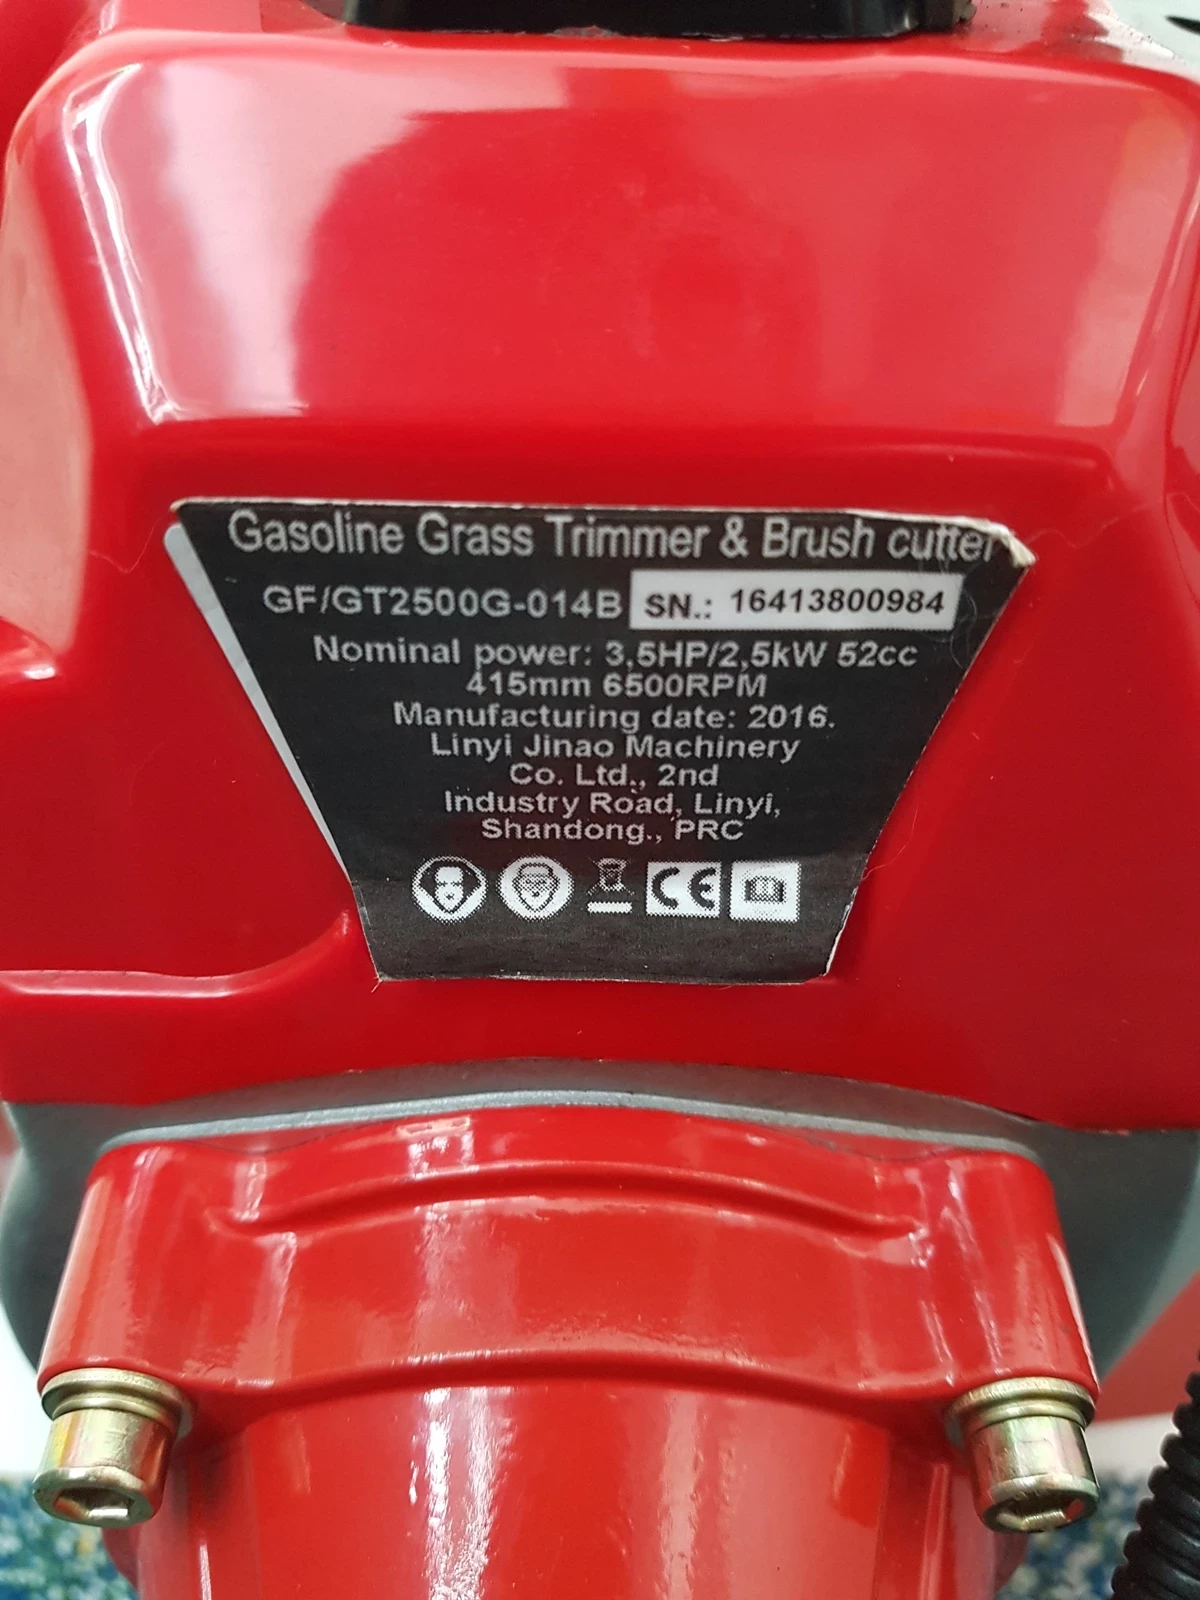 Gasoline Grass Trimmer & Brush cutter
GF/GT2500G-014B SN.: 16413800984
Nominal power: 3,5HP/2,5kW 52cc
415mm 6500RPM
Manufacturing date: 2016.
Linyi Jinao Machinery
Co. Ltd., 2nd
Industry Road, Linyi,
Shandong., PRC
CE